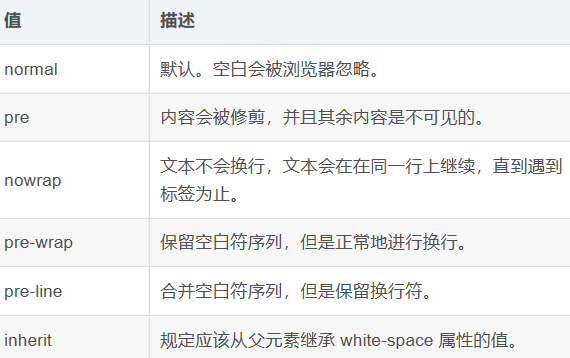 值 描述
normal 默认。空白会被浏览器忽略。
pre 内容会被修剪，并且其余内容是不可见的。
nowrap 文本不会换行，文本会在在同一行上继续，直到遇到
标签为止。
pre-wrap 保留空白符序列，但是正常地进行换行。
pre-line 合并空白符序列，但是保留换行符。
inherit 规定应该从父元素继承 white-space 属性的值。